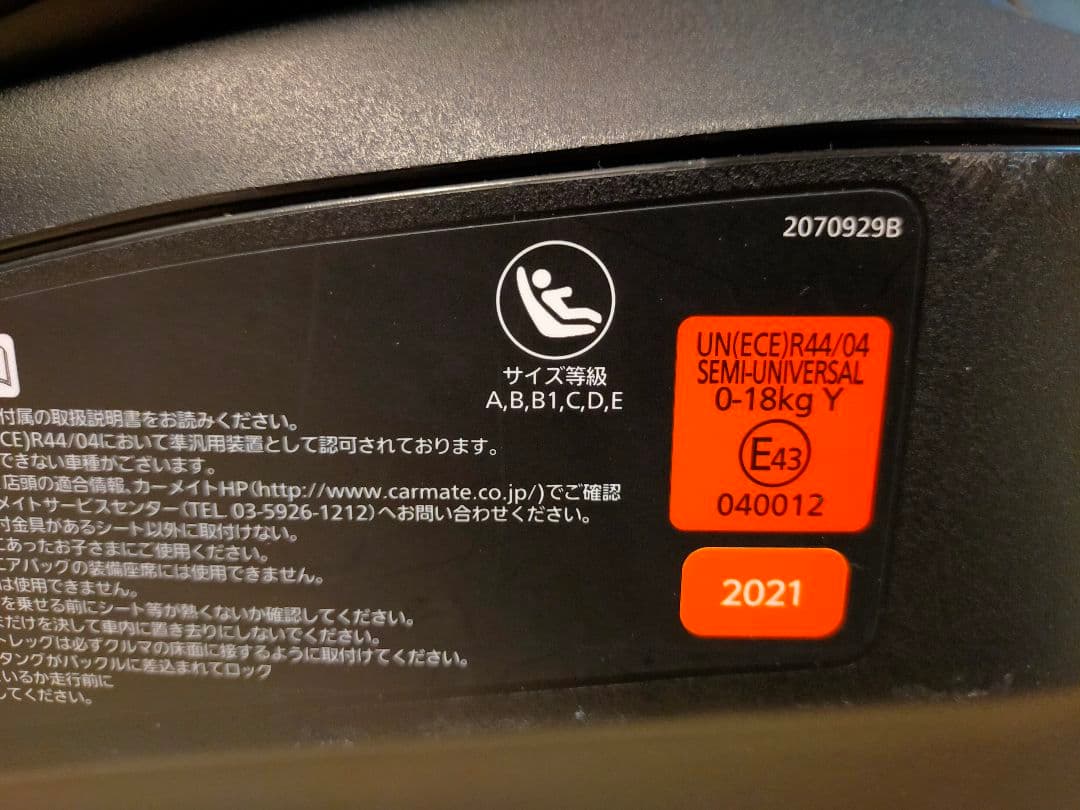 2070929B
サイズ等級
A,B,B1,C,D,E
UN(ECE)R44/04
SEMI-UNIVERSAL
0-18kg Y
E43
040012
2021
付属の取扱説明書をお読みください。
CE)R44/04において準汎用装置として認可されております。
できない車種がございます。
店頭の適合情報、カーメイトHP(http://www.carmate.co.jp/)でご確認
メイトサービスセンター(TEL 03-5926-1212)へお問い合わせください。
付金具があるシート以外に取付けない。
にあったお子さまにご使用ください。
エアバッグの装備座席には使用できません。
は使用できません。
を乗せる前にシート等が熱くないか確認してください。
まだけを決して車内に置き去りにしないでください。
トレッグは必ずクルマの床面に接するように取付けてください。
タングがバックルに差込まれてロック
いるか走行前に
してください。